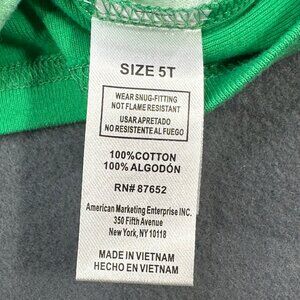 SIZE 5T
WEAR SNUG-FITTING
NOT FLAME RESISTANT
USAR APRETADO
NO RESISTENTE AL FUEGO
100%COTTON
100% ALGODÓN
RN# 87652
American Marketing Enterprise INC.
350 Fifth Avenue
New York, NY 10118
MADE IN VIETNAM
HECHO EN VIETNAM